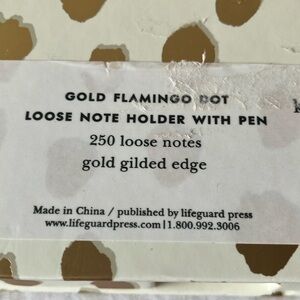 GOLD FLAMINGO DOT
LOOSE NOTE HOLDER WITH PEN
250 loose notes
gold gilded edge
Made in China / published by lifeguard press
www.lifeguardpress.com | 1.800.992.3006